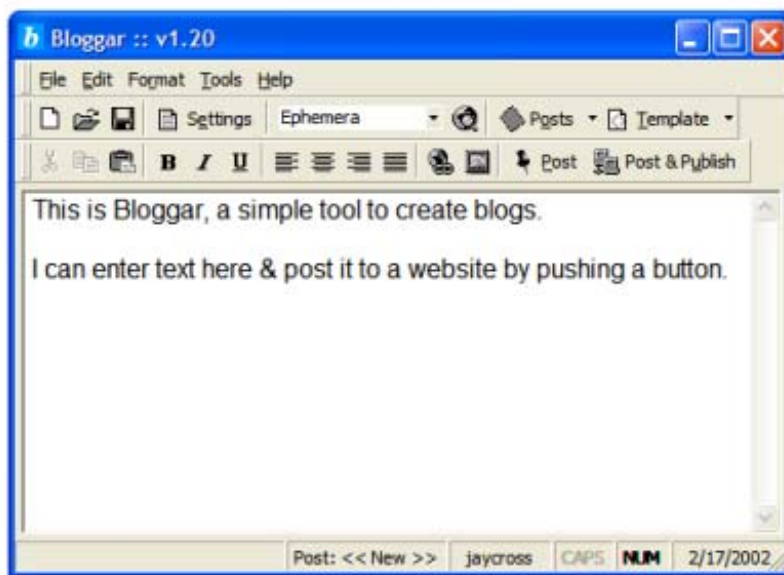 b Bloggar :: v1.20
File Edit Format Tools Help
Settings Ephemera Posts Template
B I U Post Post & Publish
This is Bloggar, a simple tool to create blogs.
I can enter text here & post it to a website by pushing a button.
Post: << New >> jaycross CAPS NUM 2/17/2002